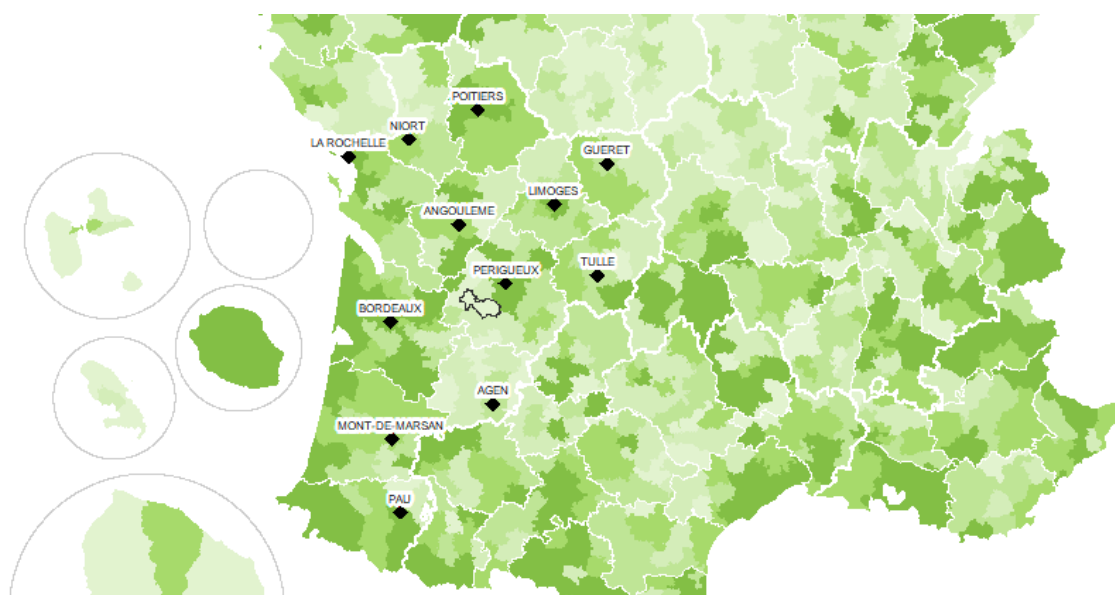 POITIERS
NIORT
LA ROCHELLE
GUERET
LIMOGES
ANGOULEME
TULLE
PERIGUEUX
BORDEAUX
AGEN
MONT-DE-MARSAN
PAU